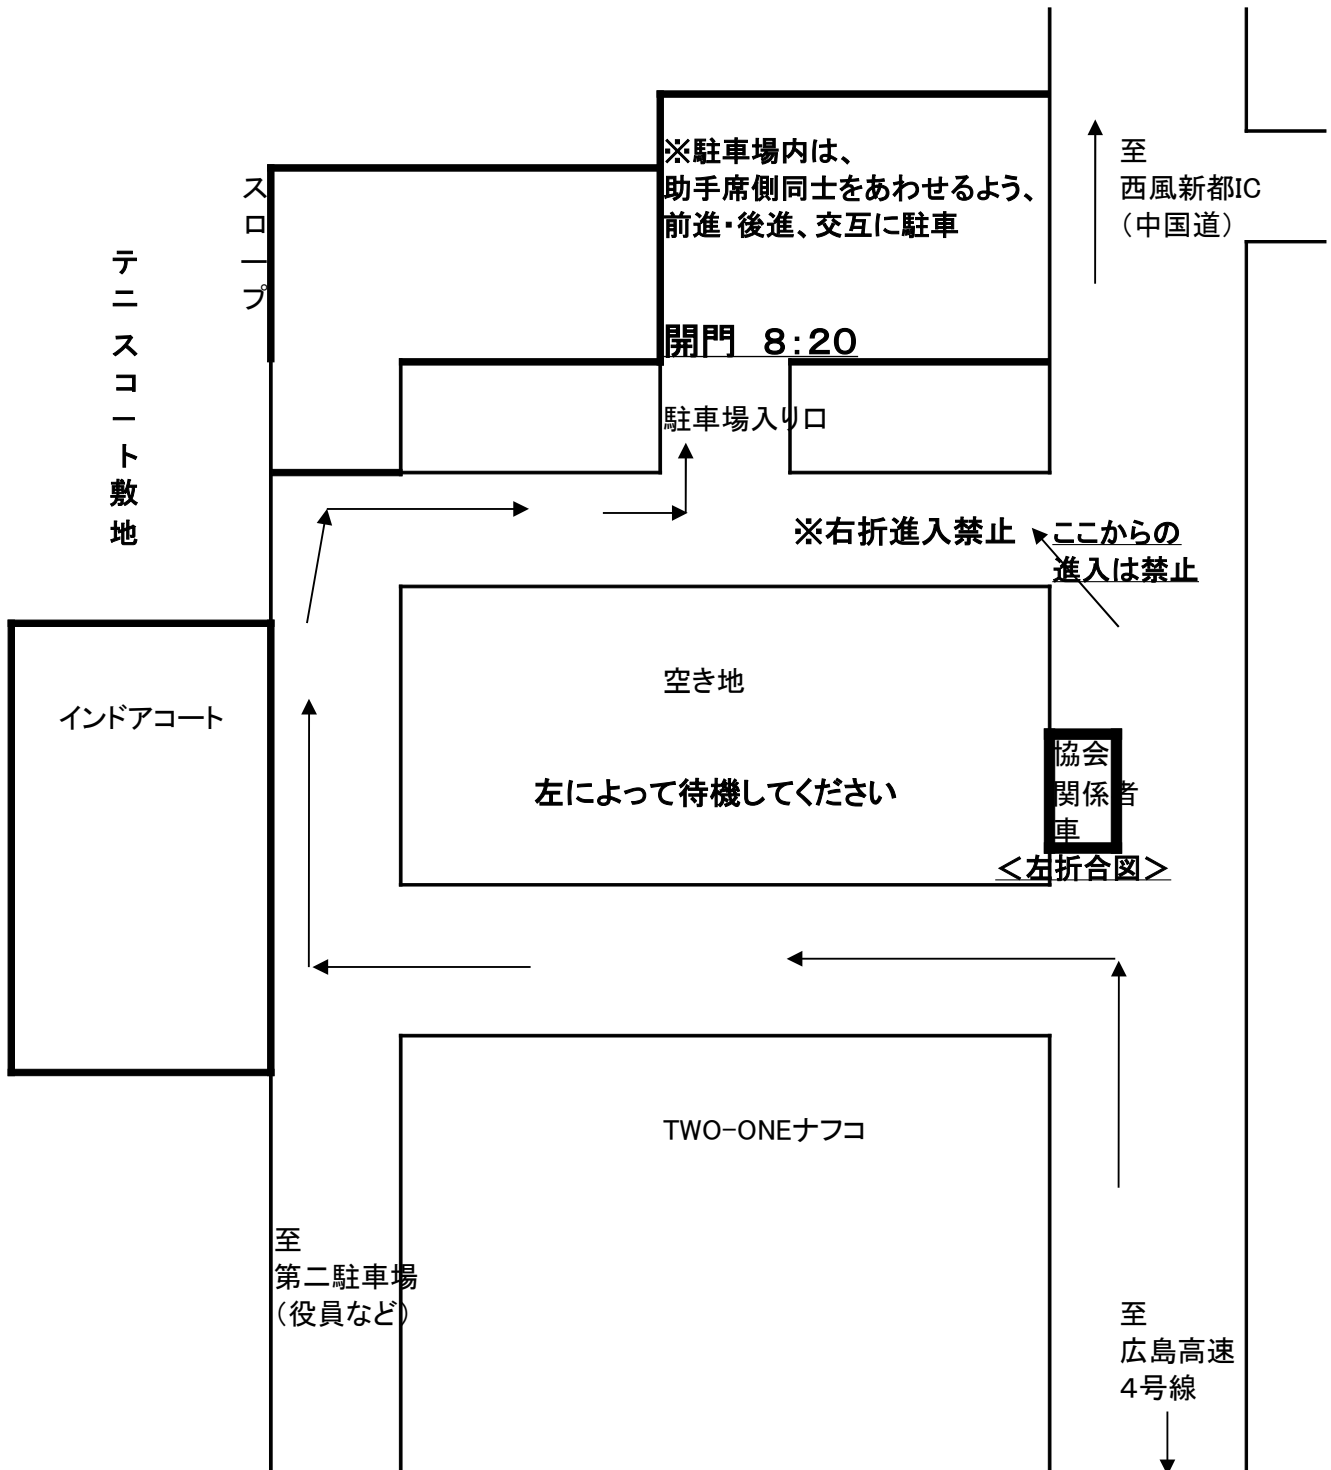 ※駐車場内は、
助手席側同士をあわせるよう、
前進・後進、交互に駐車
至
西風新都IC
（中国道）
スロープ
テニスコート敷地
開門　8：20
駐車場入り口
※右折進入禁止
ここからの
進入は禁止
空き地
インドアコート
協会
関係者
車
左によって待機してください
＜左折合図＞
TWO-ONEナフコ
至
第二駐車場
（役員など）
至
広島高速
4号線